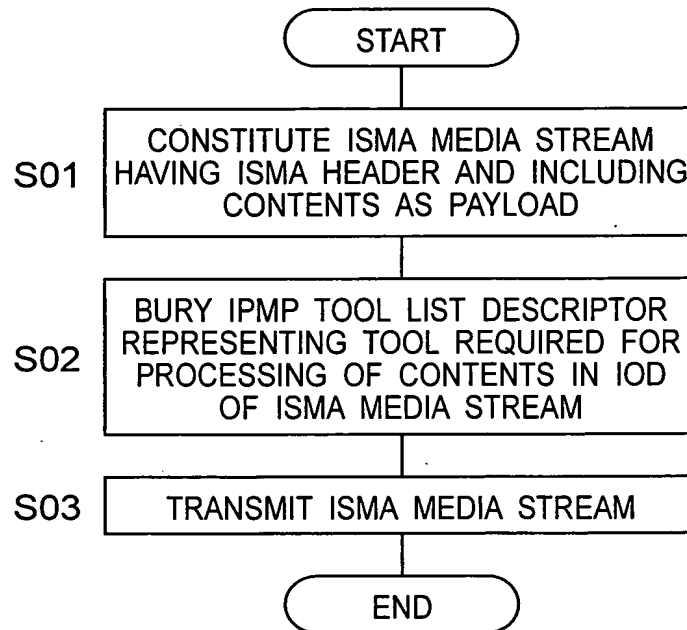 START
S01
CONSTITUTE ISMA MEDIA STREAM
HAVING ISMA HEADER AND INCLUDING
CONTENTS AS PAYLOAD
S02
BURY IPMP TOOL LIST DESCRIPTOR
REPRESENTING TOOL REQUIRED FOR
PROCESSING OF CONTENTS IN IOD
OF ISMA MEDIA STREAM
S03
TRANSMIT ISMA MEDIA STREAM
END